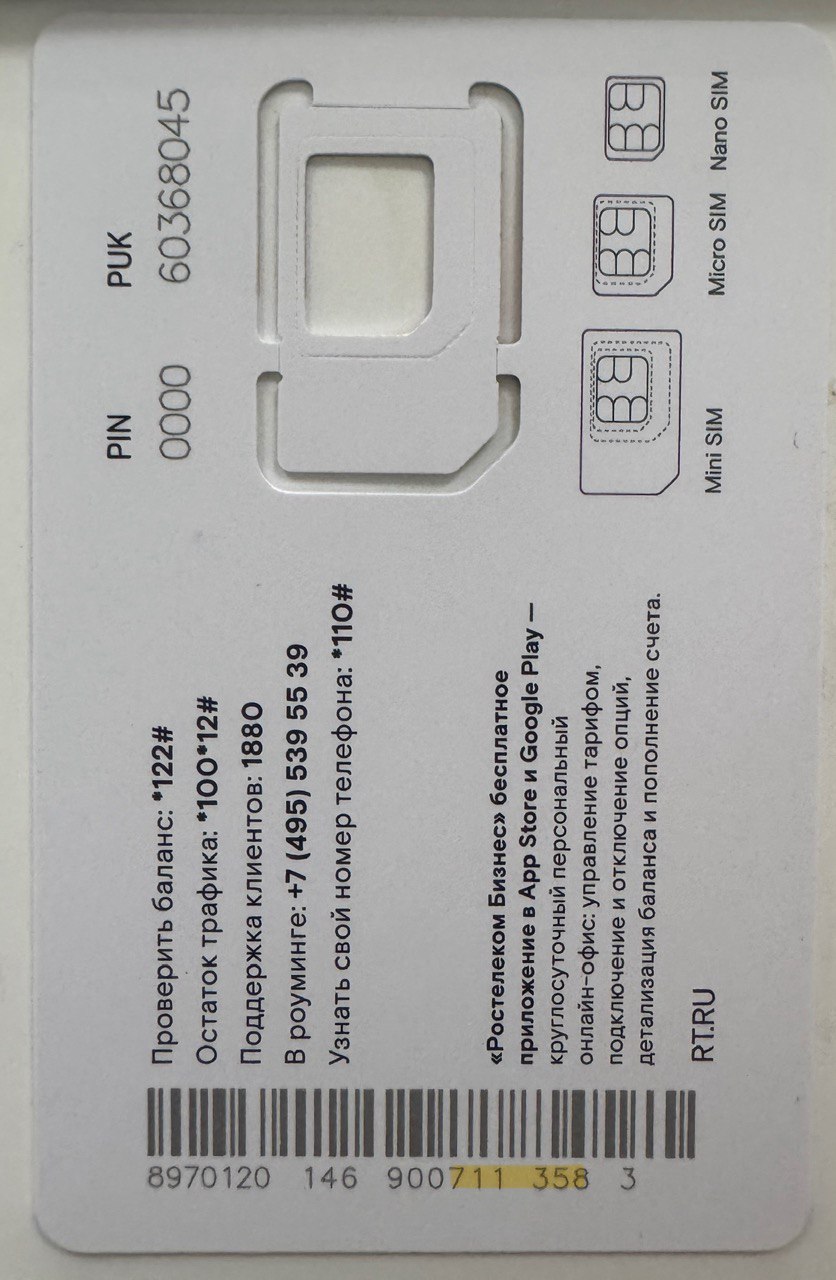 PIN PUK
0000 60368045
Mini SIM Micro SIM Nano SIM
Проверить баланс: *122#
Остаток трафика: *100*12#
Поддержка клиентов: 1880
В роуминге: +7 (495) 539 55 39
Узнать свой номер телефона: *110#
«Ростелеком Бизнес» бесплатное
приложение в App Store и Google Play —
круглосуточный персональный
онлайн-офис: управление тарифом,
подключение и отключение опций,
детализация баланса и пополнение счета.
RT.RU
8970120 146 900711 358 3